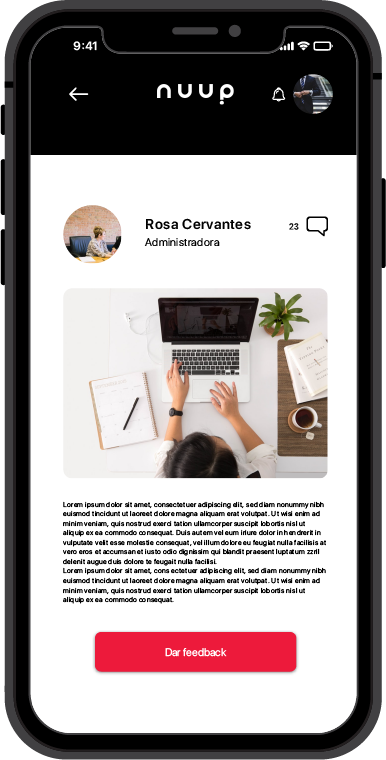 9:41
nuup
Rosa Cervantes
23
Administradora
Lorem ipsum dolor sit amet, consectetuer adipiscing elit, sed diam nonummy nibh
euismod tincidunt ut laoreet dolore magna aliquam erat volutpat. Ut wisi enim ad
minim veniam, quis nostrud exerci tation ullamcorper suscipit lobortis nisl ut
aliquip ex ea commodo consequat. Duis autem vel eum iriure dolor in hendrerit in
vulputate velit esse molestie consequat, vel illum dolore eu feugiat nulla facilisis at
vero eros et accumsan et iusto odio dignissim qui blandit praesent luptatum zzril
delenit augue duis dolore te feugait nulla facilisi.
Lorem ipsum dolor sit amet, cons ectetuer adipiscing elit, sed diam nonummy nibh
euismod tincidunt ut laoreet dolore magna aliquam erat volutpat. Ut wisi enim ad
minim veniam, quis nostrud exerci tation ullamcorper suscipit lobortis nisl ut
aliquip ex ea commodo consequat.
Dar feedback